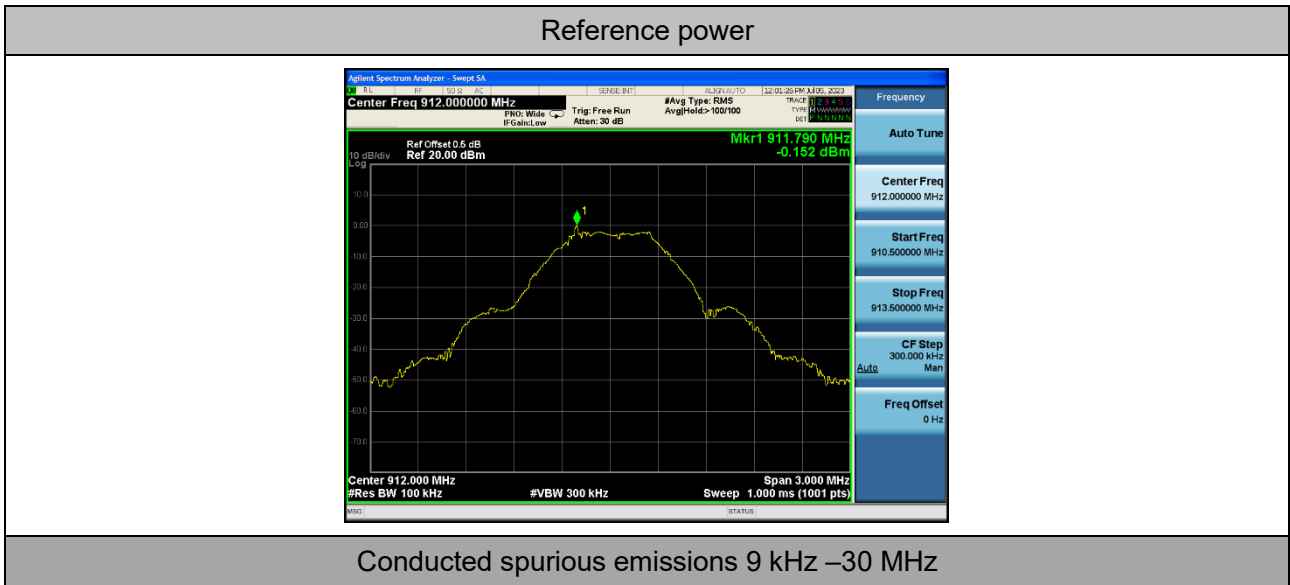 Reference power
Agilent Spectrum Analyzer - Swept SA
RL RF 50 Ω AC SENSE:INT ALIGN AUTO 12:01:26 PM Jul 05, 2023
Center Freq 912.000000 MHz
PNO: Wide
IFGain:Low
Trig: Free Run
Atten: 30 dB
#Avg Type: RMS
Avg|Hold:>100/100
TRACE 1 2 3 4 5 6
TYPE M
DET P N N N N N
Frequency
Mkr1 911.790 MHz
-0.152 dBm
Ref Offset 0.5 dB
10 dB/div Ref 20.00 dBm
Log
10.0
0.00
-10.0
-20.0
-30.0
-40.0
-50.0
-60.0
-70.0
1
Center 912.000 MHz Span 3.000 MHz
#Res BW 100 kHz #VBW 300 kHz Sweep 1.000 ms (1001 pts)
Auto Tune
Center Freq
912.000000 MHz
Start Freq
910.500000 MHz
Stop Freq
913.500000 MHz
CF Step
300.000 kHz
Auto Man
Freq Offset
0 Hz
MSG STATUS
Conducted spurious emissions 9 kHz –30 MHz